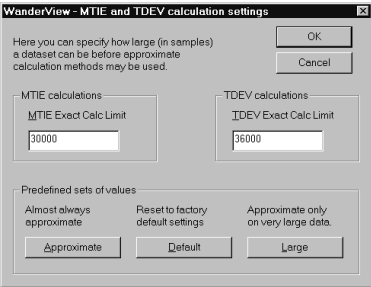 WanderView - MTIE and TDEV calculation settings
Here you can specify how large (in samples)
a dataset can be before approximate
calculation methods may be used.
OK
Cancel
MTIE calculations
MTIE Exact Calc Limit
30000
TDEV calculations
TDEV Exact Calc Limit
36000
Predefined sets of values
Almost always
approximate
Approximate
Reset to factory
default settings
Default
Approximate only
on very large data.
Large